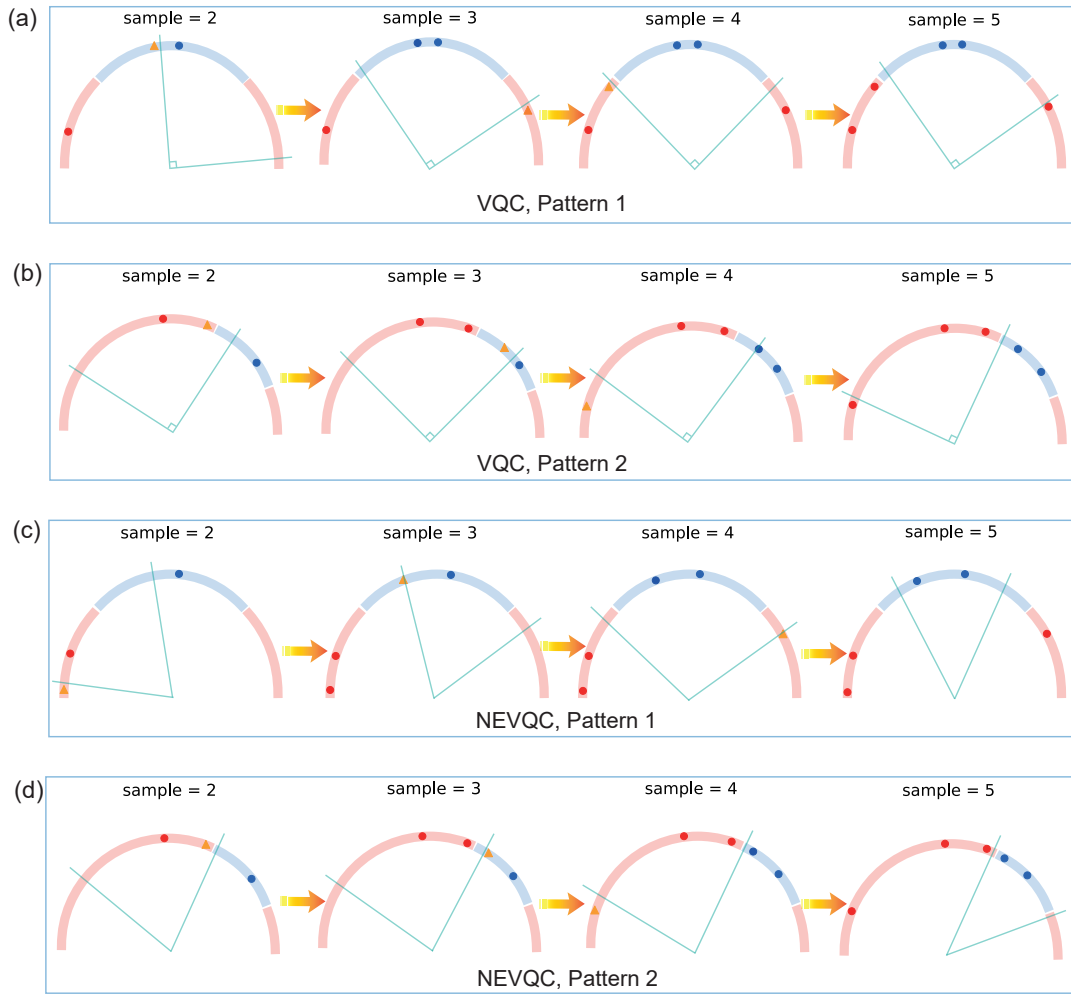 (a)
sample = 2
sample = 3
sample = 4
sample = 5
VQC, Pattern 1
(b)
sample = 2
sample = 3
sample = 4
sample = 5
VQC, Pattern 2
(c)
sample = 2
sample = 3
sample = 4
sample = 5
NEVQC, Pattern 1
(d)
sample = 2
sample = 3
sample = 4
sample = 5
NEVQC, Pattern 2